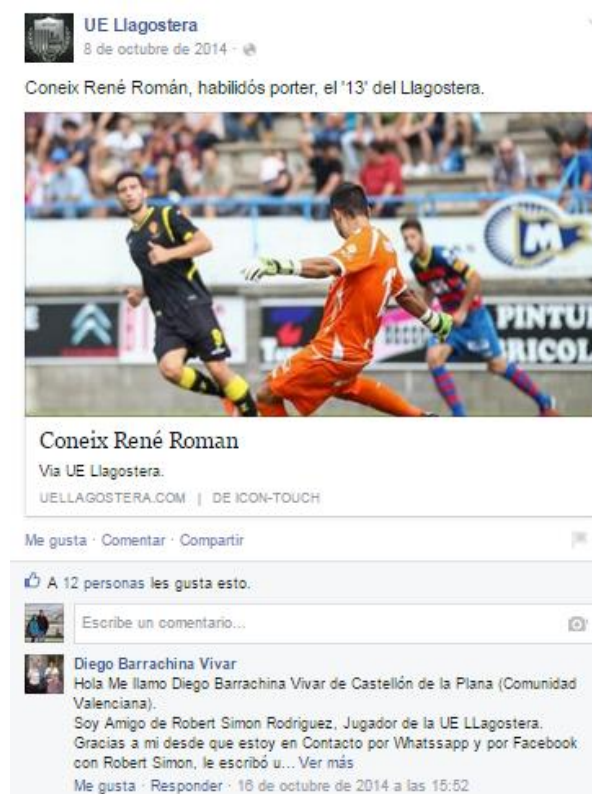 UE Llagostera
8 de octubre de 2014 ·
Coneix René Román, habilidós porter, el '13' del Llagostera.
M
PINTU
RICOL
Coneix René Roman
Via UE Llagostera.
UELLAGOSTERA.COM | DE ICON-TOUCH
Me gusta · Comentar · Compartir
A 12 personas les gusta esto.
Escribe un comentario...
Diego Barrachina Vivar
Hola Me llamo Diego Barrachina Vivar de Castellón de la Plana (Comunidad
Valenciana).
Soy Amigo de Robert Simon Rodriguez, Jugador de la UE LLagostera.
Gracias a mi desde que estoy en Contacto por Whatssapp y por Facebook
con Robert Simon, le escribó u... Ver más
Me gusta · Responder · 16 de octubre de 2014 a las 15:52